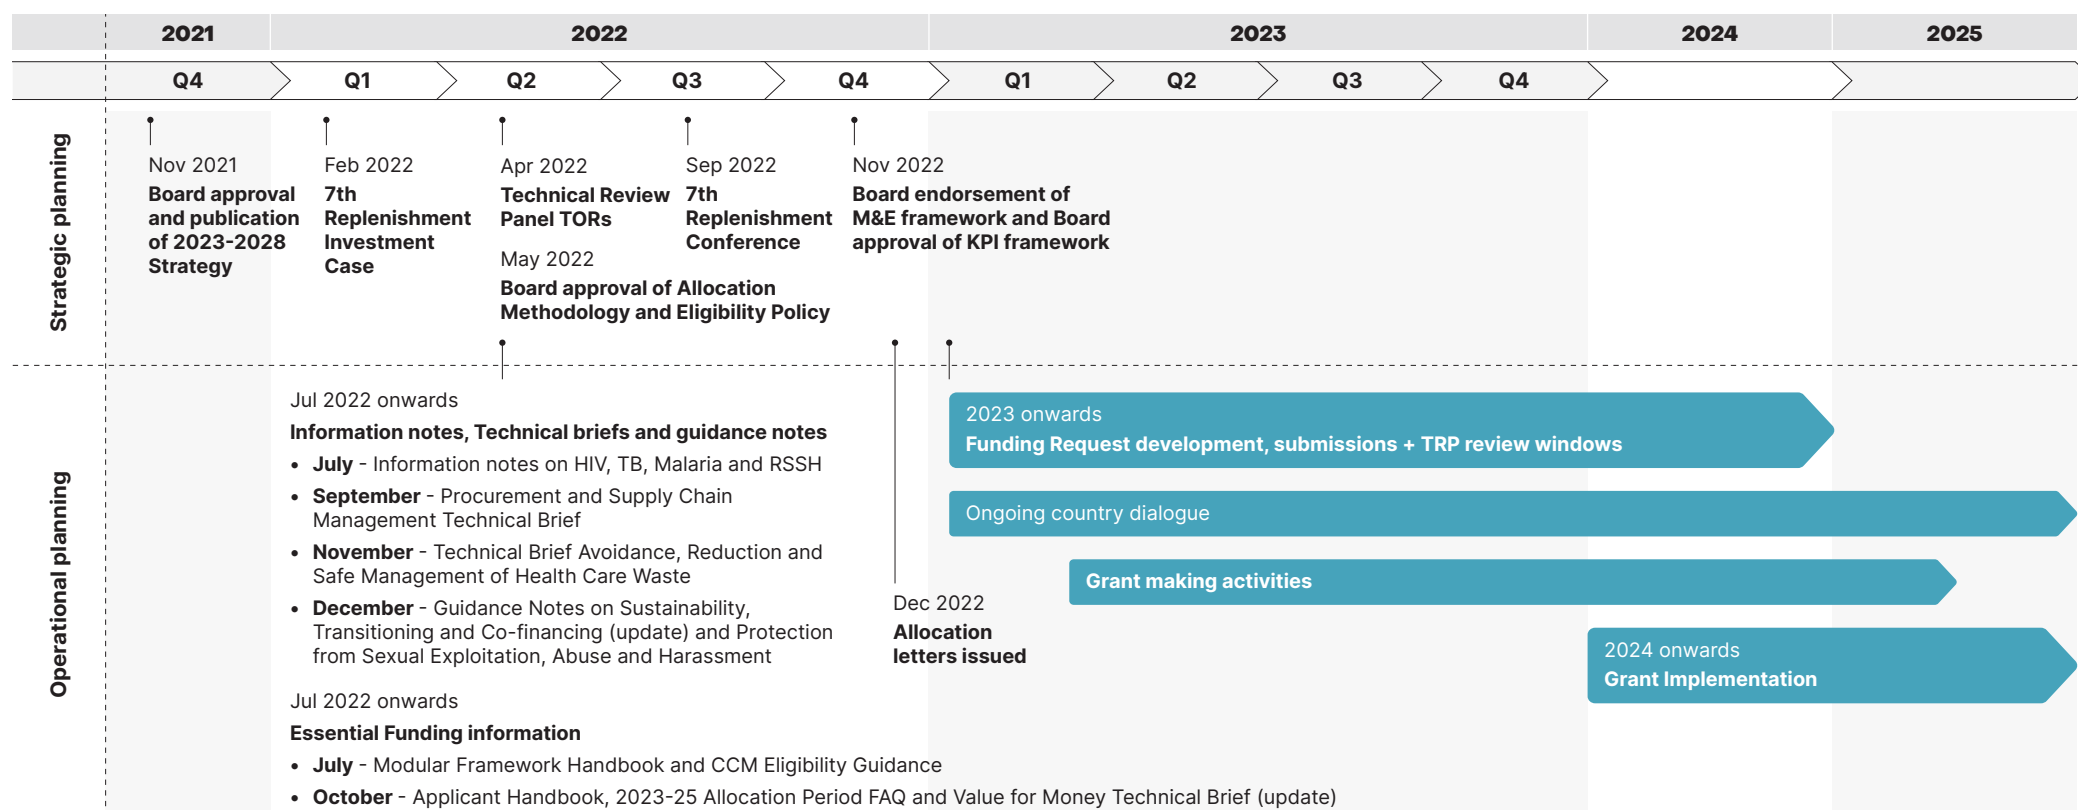 2021
2022
2023
2024
2025
Q4
Q1
Q2
Q3
Q4
Q1
Q2
Q3
Q4
Strategic planning
Nov 2021
Board approval
and publication
of 2023-2028
Strategy
Feb 2022
7th
Replenishment
Investment
Case
Apr 2022
Technical Review
Panel TORs
May 2022
Board approval of Allocation
Methodology and Eligibility Policy
Sep 2022
7th
Replenishment
Conference
Nov 2022
Board endorsement of
M&E framework and Board
approval of KPI framework
Operational planning
Jul 2022 onwards
Information notes, Technical briefs and guidance notes
• July - Information notes on HIV, TB, Malaria and RSSH
• September - Procurement and Supply Chain
Management Technical Brief
• November - Technical Brief Avoidance, Reduction and
Safe Management of Health Care Waste
• December - Guidance Notes on Sustainability,
Transitioning and Co-financing (update) and Protection
from Sexual Exploitation, Abuse and Harassment
Jul 2022 onwards
Essential Funding information
• July - Modular Framework Handbook and CCM Eligibility Guidance
• October - Applicant Handbook, 2023-25 Allocation Period FAQ and Value for Money Technical Brief (update)
Dec 2022
Allocation
letters issued
2023 onwards
Funding Request development, submissions + TRP review windows
Ongoing country dialogue
Grant making activities
2024 onwards
Grant Implementation